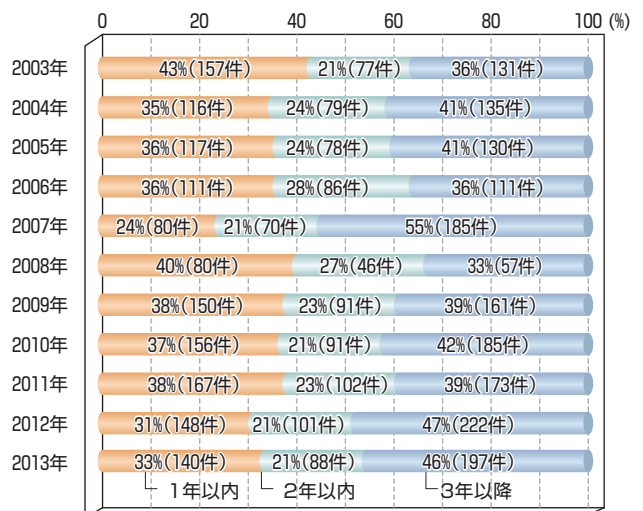 0 20 40 60 80 100 (%)
2003年 43%(157件) 21%(77件) 36%(131件)
2004年 35%(116件) 24%(79件) 41%(135件)
2005年 36%(117件) 24%(78件) 41%(130件)
2006年 36%(111件) 28%(86件) 36%(111件)
2007年 24%(80件) 21%(70件) 55%(185件)
2008年 40%(80件) 27%(46件) 33%(57件)
2009年 38%(150件) 23%(91件) 39%(161件)
2010年 37%(156件) 21%(91件) 42%(185件)
2011年 38%(167件) 23%(102件) 39%(173件)
2012年 31%(148件) 21%(101件) 47%(222件)
2013年 33%(140件) 21%(88件) 46%(197件)
1年以内 2年以内 3年以降